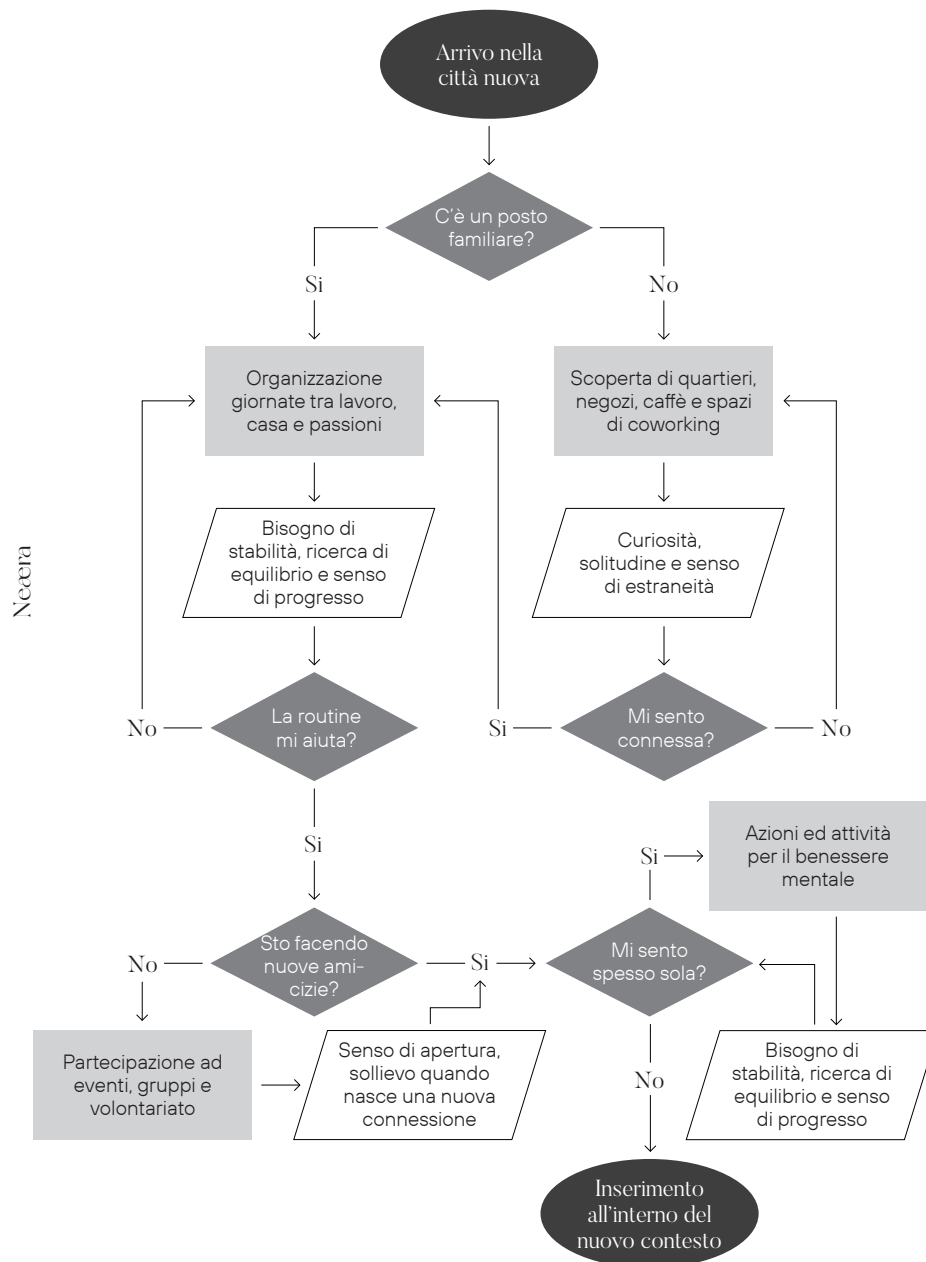 Arrivo nella
città nuova
C'è un posto
familiare?
Si
No
Organizzazione
giornate tra lavoro,
casa e passioni
Scoperta di quartieri,
negozi, caffè e spazi
di coworking
Bisogno di
stabilità, ricerca di
equilibrio e senso
di progresso
Curiosità,
solitudine e senso
di estraneità
Neæra
No
La routine
mi aiuta?
Si
Mi sento
connessa?
No
Si
Si
Azioni ed attività
per il benessere
mentale
No
Sto facendo
nuove ami-
cizie?
Si
Mi sento
spesso sola?
Partecipazione ad
eventi, gruppi e
volontariato
Senso di apertura,
sollievo quando
nasce una nuova
connessione
No
Bisogno di
stabilità, ricerca di
equilibrio e senso
di progresso
Inserimento
all'interno del
nuovo contesto